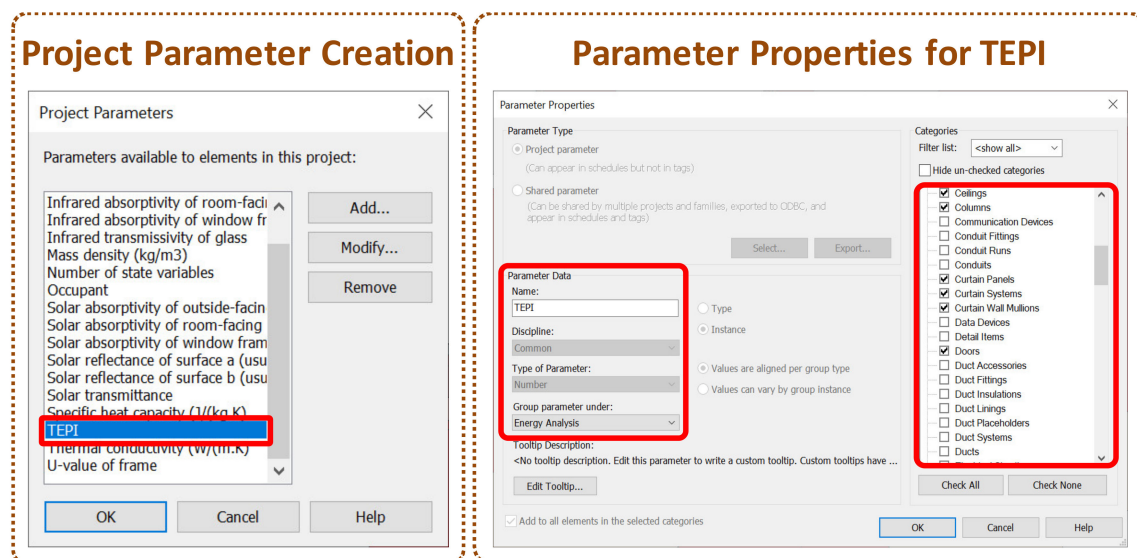 Project Parameter Creation
Project Parameters
Parameters available to elements in this project:
Infrared absorptivity of room-facin
Infrared absorptivity of window fr
Infrared transmissivity of glass
Mass density (kg/m3)
Number of state variables
Occupant
Solar absorptivity of outside-facin
Solar absorptivity of room-facing
Solar absorptivity of window fram
Solar reflectance of surface a (usu
Solar reflectance of surface b (usu
Solar transmittance
Specific heat capacity (J/(kg.K)
TEPI
Thermal conductivity (W/(m.K)
U-value of frame
Add...
Modify...
Remove
OK
Cancel
Help
Parameter Properties for TEPI
Parameter Properties
Parameter Type
Project parameter
(Can appear in schedules but not in tags)
Shared parameter
(Can be shared by multiple projects and families, exported to ODBC, and
appear in schedules and tags)
Select...
Export...
Parameter Data
Name:
TEPI
Discipline:
Common
Type of Parameter:
Number
Group parameter under:
Energy Analysis
Type
Instance
Values are aligned per group type
Values can vary by group instance
Tooltip Description:
<No tooltip description. Edit this parameter to write a custom tooltip. Custom tooltips have ...
Edit Tooltip...
Add to all elements in the selected categories
Categories
Filter list:
<show all>
Hide un-checked categories
Ceilings
Columns
Communication Devices
Conduit Fittings
Conduit Runs
Conduits
Curtain Panels
Curtain Systems
Curtain Wall Mullions
Data Devices
Detail Items
Doors
Duct Accessories
Duct Fittings
Duct Insulations
Duct Linings
Duct Placeholders
Duct Systems
Ducts
Check All
Check None
OK
Cancel
Help